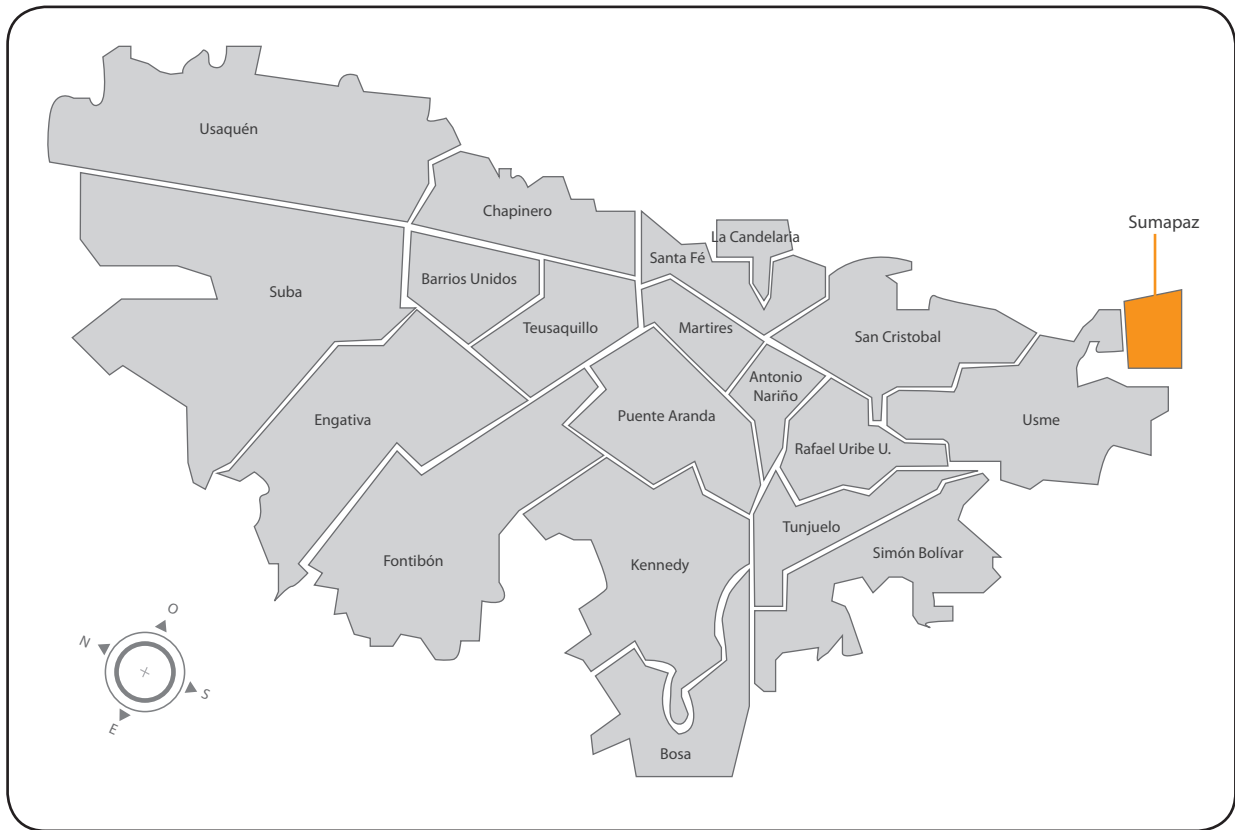 Usaquén
Chapinero
Sumapaz
La Candelaria
Santa Fé
Barrios Unidos
Suba
Teusaquillo
Martires
San Cristobal
Antonio
Nariño
Engativa
Puente Aranda
Usme
Rafael Uribe U.
Tunjuelo
Simón Bolívar
Fontibón
Kennedy
O
N
S
E
Bosa